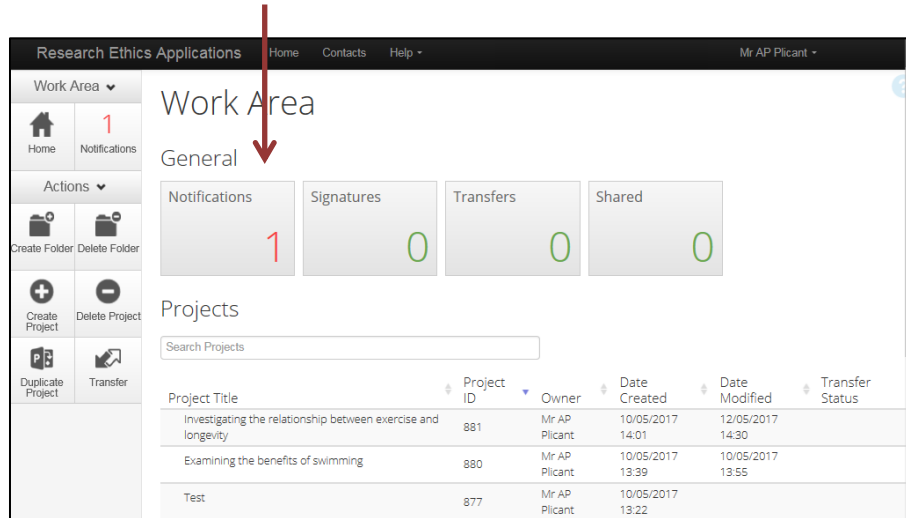 Research Ethics Applications Home Contacts Help Mr AP Plicant
Work Area
Home
1
Notifications
Actions
Create Folder Delete Folder
Create
Project
Delete Project
Duplicate
Project
Transfer
Work Area
General
Notifications
1
Signatures
0
Transfers
0
Shared
0
Projects
Search Projects
Project Title
Project
ID
Owner
Date
Created
Date
Modified
Transfer
Status
Investigating the relationship between exercise and
longevity
881
Mr AP
Plicant
10/05/2017
14:01
12/05/2017
14:30
Examining the benefits of swimming
880
Mr AP
Plicant
10/05/2017
13:39
10/05/2017
13:55
Test
877
Mr AP
Plicant
10/05/2017
13:22